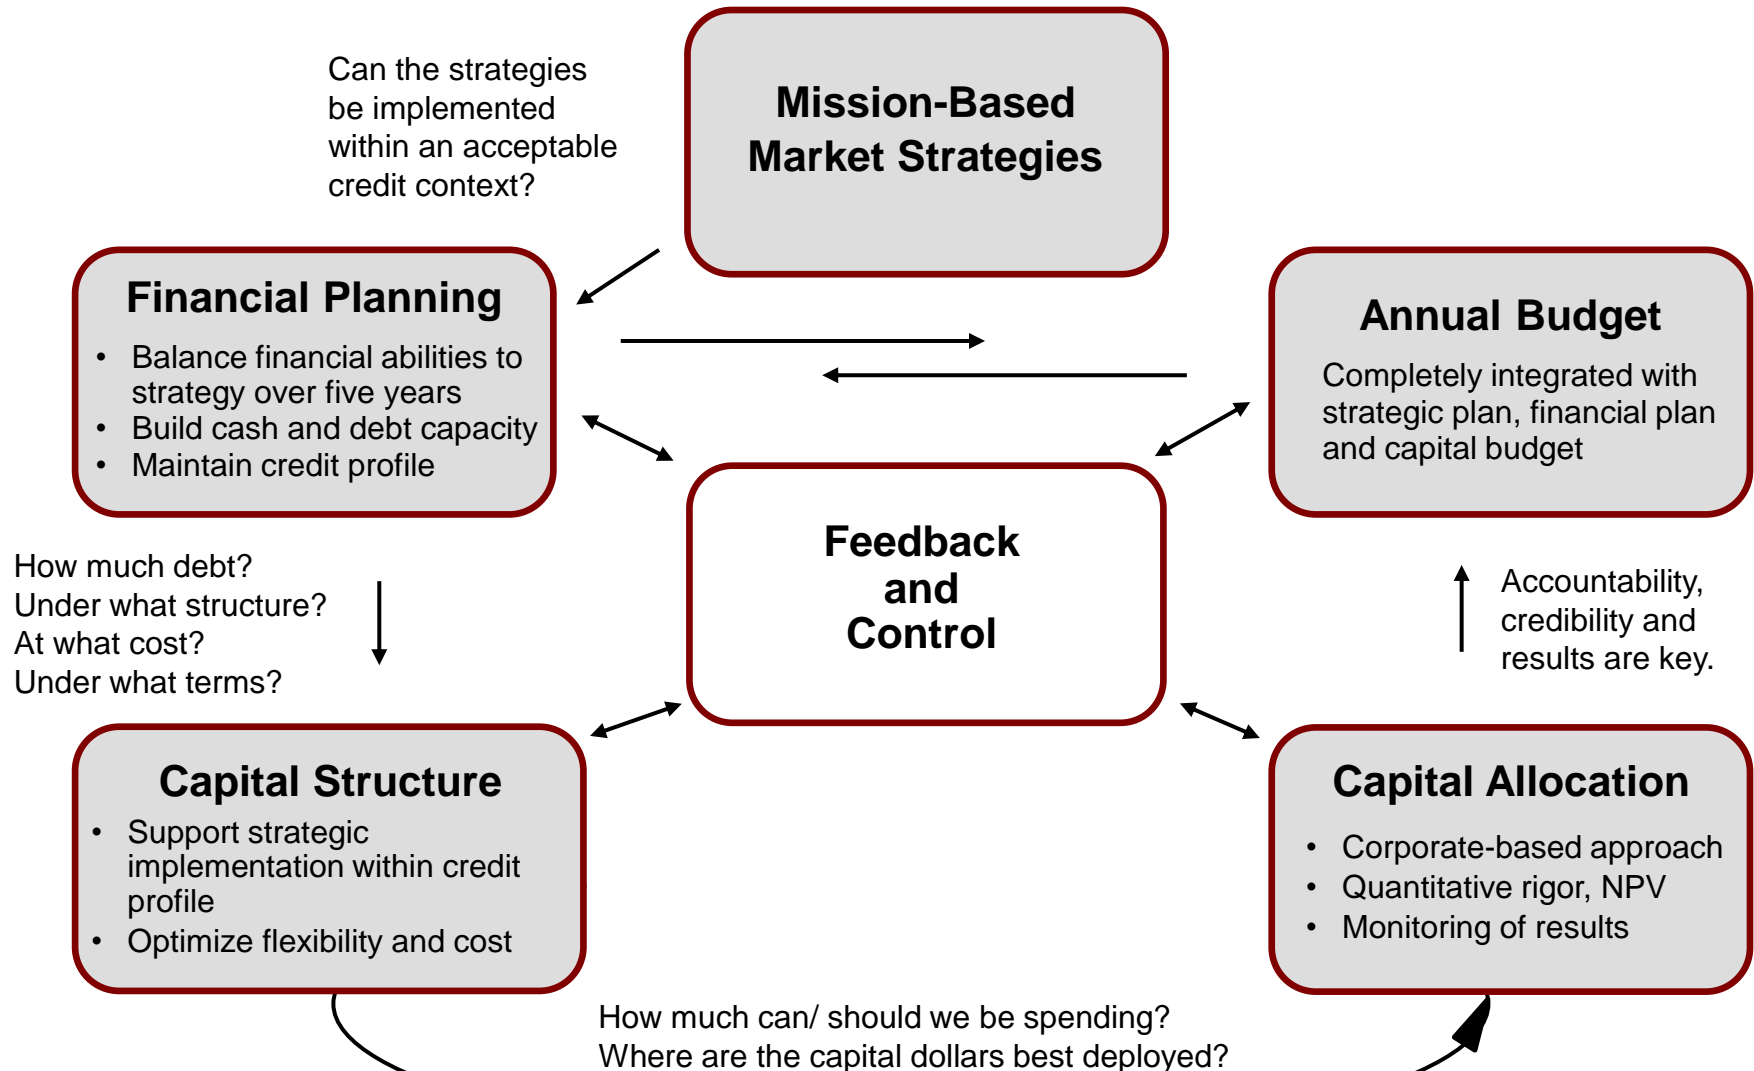 Can the strategies
be implemented
within an acceptable
credit context?
Mission-Based
Market Strategies
Financial Planning
• Balance financial abilities to
strategy over five years
• Build cash and debt capacity
• Maintain credit profile
Annual Budget
Completely integrated with
strategic plan, financial plan
and capital budget
Feedback
and
Control
How much debt?
Under what structure?
At what cost?
Under what terms?
Accountability,
credibility and
results are key.
Capital Structure
• Support strategic
implementation within credit
profile
• Optimize flexibility and cost
Capital Allocation
• Corporate-based approach
• Quantitative rigor, NPV
• Monitoring of results
How much can/ should we be spending?
Where are the capital dollars best deployed?